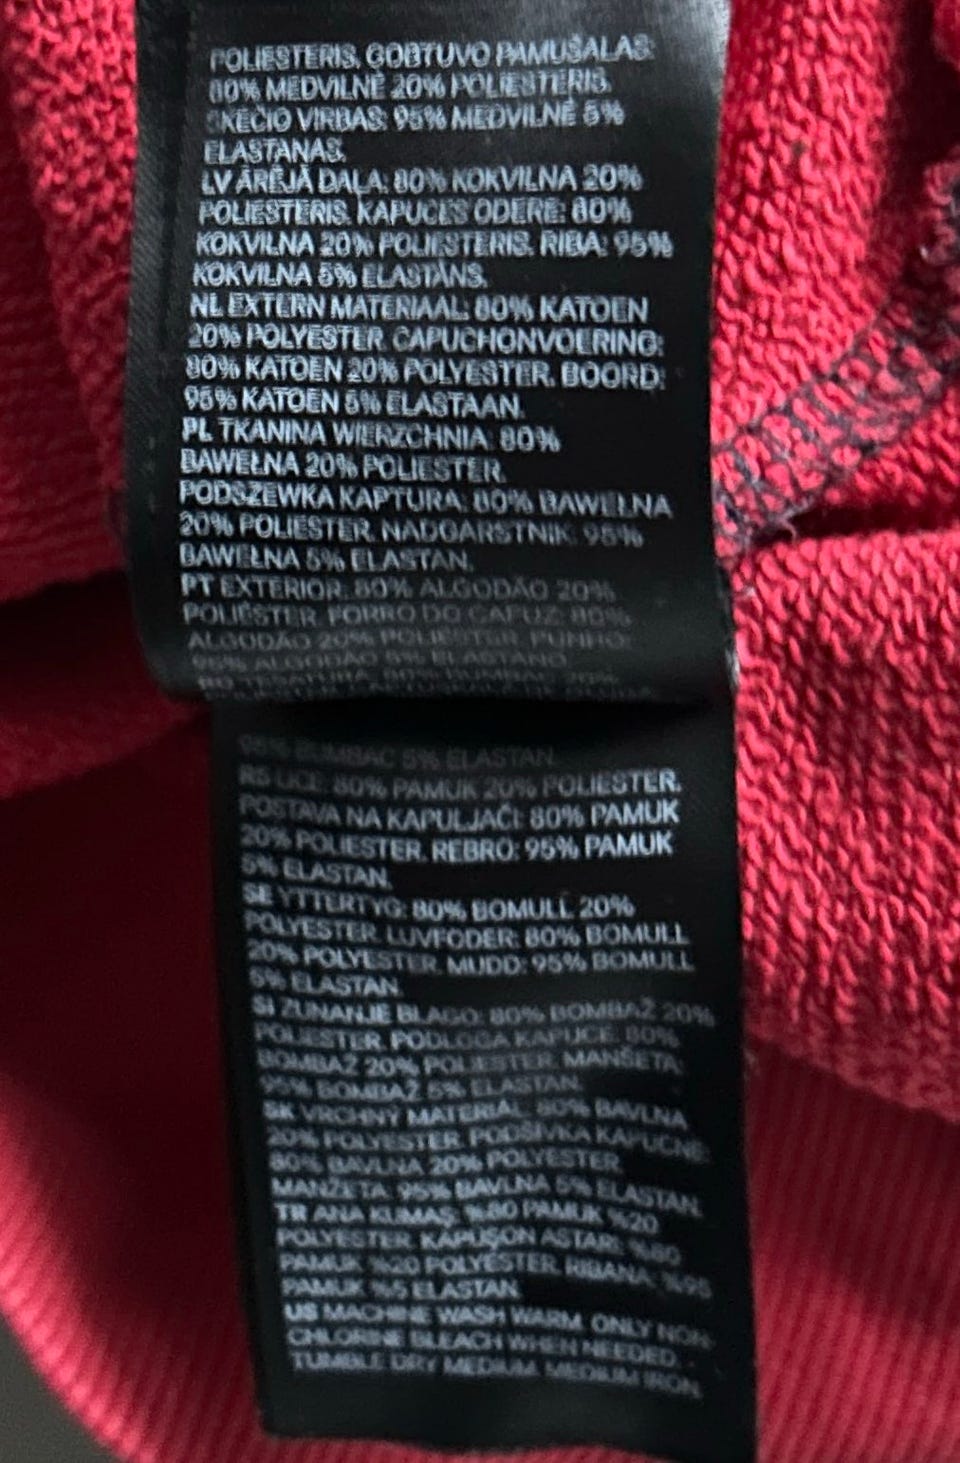 POLIESTERIS. GOBTUVO PAMUŠALAS:
80% MEDVILNĖ 20% POLIESTERIS.
SKEČIO VIRBAS: 95% MEDVILNĖ 5%
ELASTANAS.
LV ĀRĒJĀ DAĻA: 80% KOKVILNA 20%
POLIESTERIS. KAPUCES ODERE: 80%
KOKVILNA 20% POLIESTERIS. RIBA: 95%
KOKVILNA 5% ELASTĀNS.
NL EXTERN MATERIAAL: 80% KATOEN
20% POLYESTER. CAPUCHONVOERING:
80% KATOEN 20% POLYESTER. BOORD:
95% KATOEN 5% ELASTAAN.
PL TKANINA WIERZCHNIA: 80%
BAWEŁNA 20% POLIESTER.
PODSZEWKA KAPTURA: 80% BAWEŁNA
20% POLIESTER. NADGARSTNIK: 95%
BAWEŁNA 5% ELASTAN.
PT EXTERIOR: 80% ALGODÃO 20%
POLIÉSTER. FORRO DO CAPUZ: 80%
ALGODÃO 20% POLIÉSTER. PUNHO:
95% ALGODÃO 5% ELASTANO.
80% BUMBAC 20%
95% BUMBAC 5% ELASTAN.
RS LICE: 80% PAMUK 20% POLIESTER.
POSTAVA NA KAPULJAČI: 80% PAMUK
20% POLIESTER. REBRO: 95% PAMUK
5% ELASTAN.
SE YTTERTYG: 80% BOMULL 20%
POLYESTER. LUVFODER: 80% BOMULL
20% POLYESTER. MUDD: 95% BOMULL
5% ELASTAN.
SI ZUNANJE BLAGO: 80% BOMBAŽ 20%
POLIESTER. PODLOGA KAPUCE: 80%
BOMBAŽ 20% POLIESTER. MANŠETA:
95% BOMBAŽ 5% ELASTAN.
SK VRCHNÝ MATERIÁL: 80% BAVLNA
20% POLYESTER. PODŠÍVKA KAPUCNE:
80% BAVLNA 20% POLYESTER.
MANŽETA: 95% BAVLNA 5% ELASTAN.
TR ANA KUMAŞ: %80 PAMUK %20
POLYESTER. KAPUŞON ASTARI: %80
PAMUK %20 POLYESTER. RIBANA: %95
PAMUK %5 ELASTAN.
US MACHINE WASH WARM. ONLY NON-
CHLORINE BLEACH WHEN NEEDED.
TUMBLE DRY MEDIUM. MEDIUM IRON.